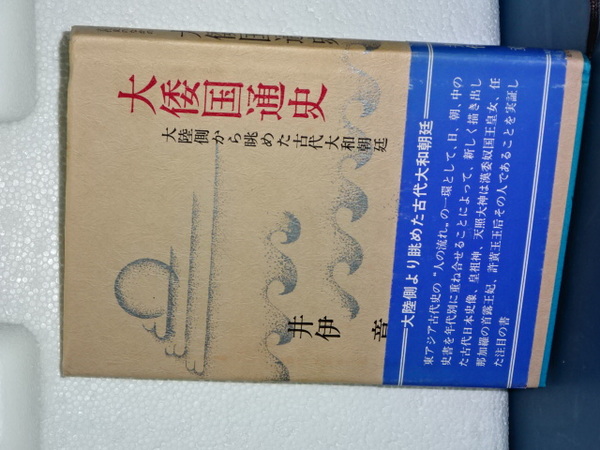 大倭国通史
大陸側から眺めた古代大和朝廷
井伊 章
――大陸側より眺めた古代大和朝廷――
東アジア古代史の〝人の流れ〟の一環として、日、朝、中の
史書を年代別に重ね合せることによって、新しく描き出し
た古代日本史像、皇祖神、天照大神は漢委奴国王皇女、任
那加羅の首露王妃、許黄玉王后その人であることを実証し
た注目の書